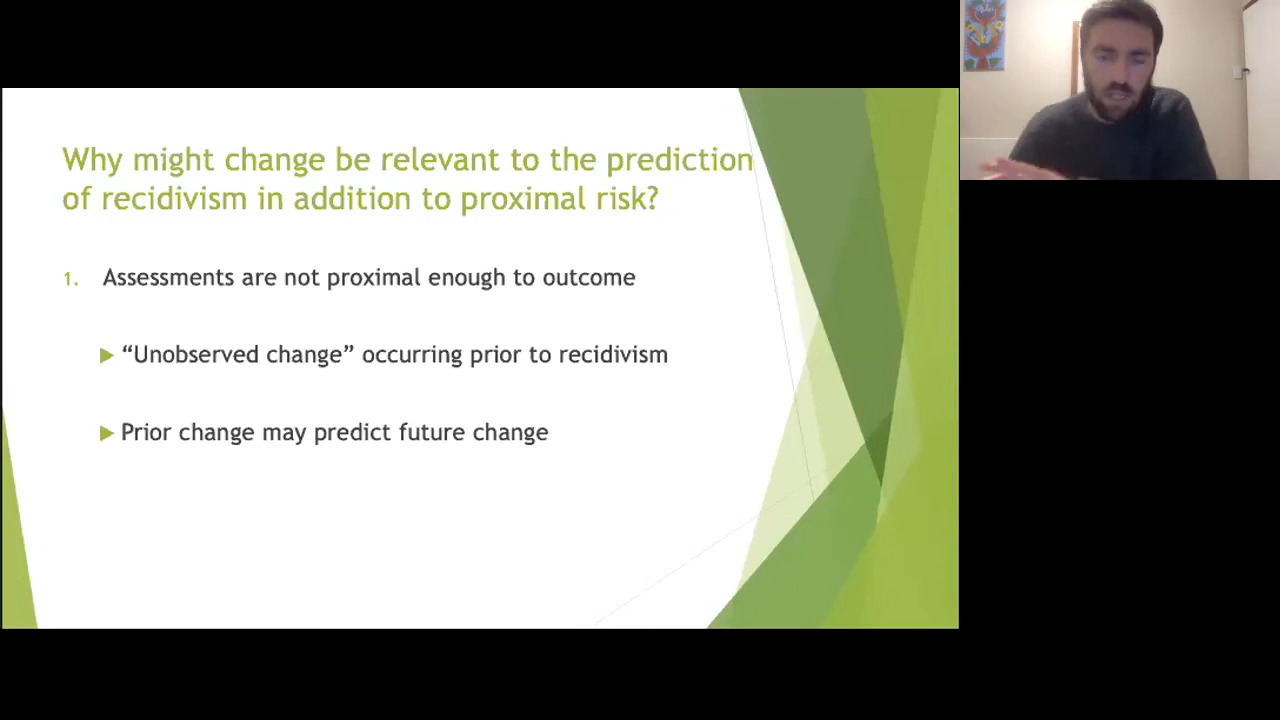 Why might change be relevant to the prediction
of recidivism in addition to proximal risk?
1. Assessments are not proximal enough to outcome
“Unobserved change” occurring prior to recidivism
Prior change may predict future change